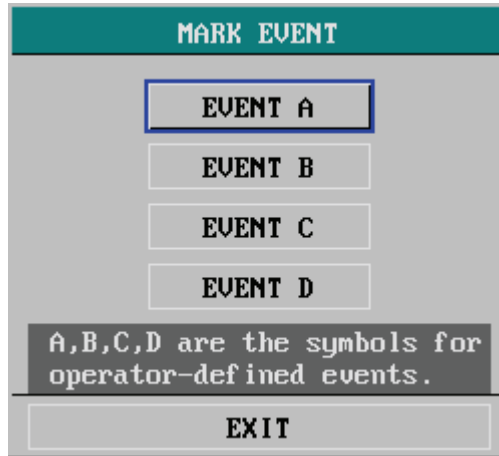 MARK EVENT
EVENT A
EVENT B
EVENT C
EVENT D
A,B,C,D are the symbols for
operator-defined events.
EXIT